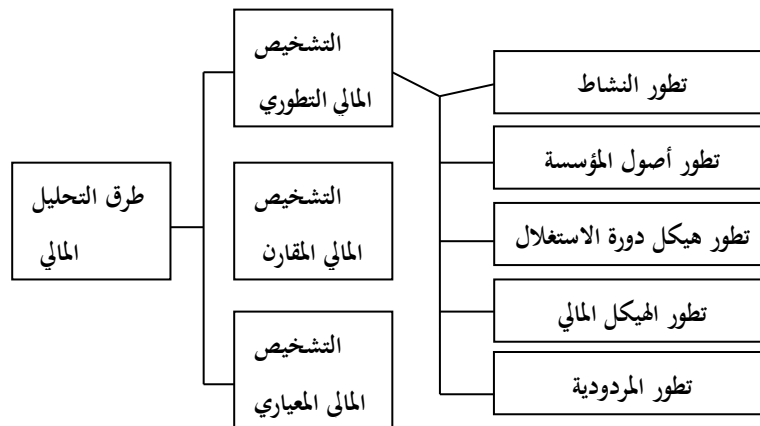 طرق التحليل
المالي
التشخيص
المالي التطوري
التشخيص
المالي المقارن
التشخيص
المالي المعياري
تطور النشاط
تطور أصول المؤسسة
تطور هيكل دورة الاستغلال
تطور الهيكل المالي
تطور المردودية